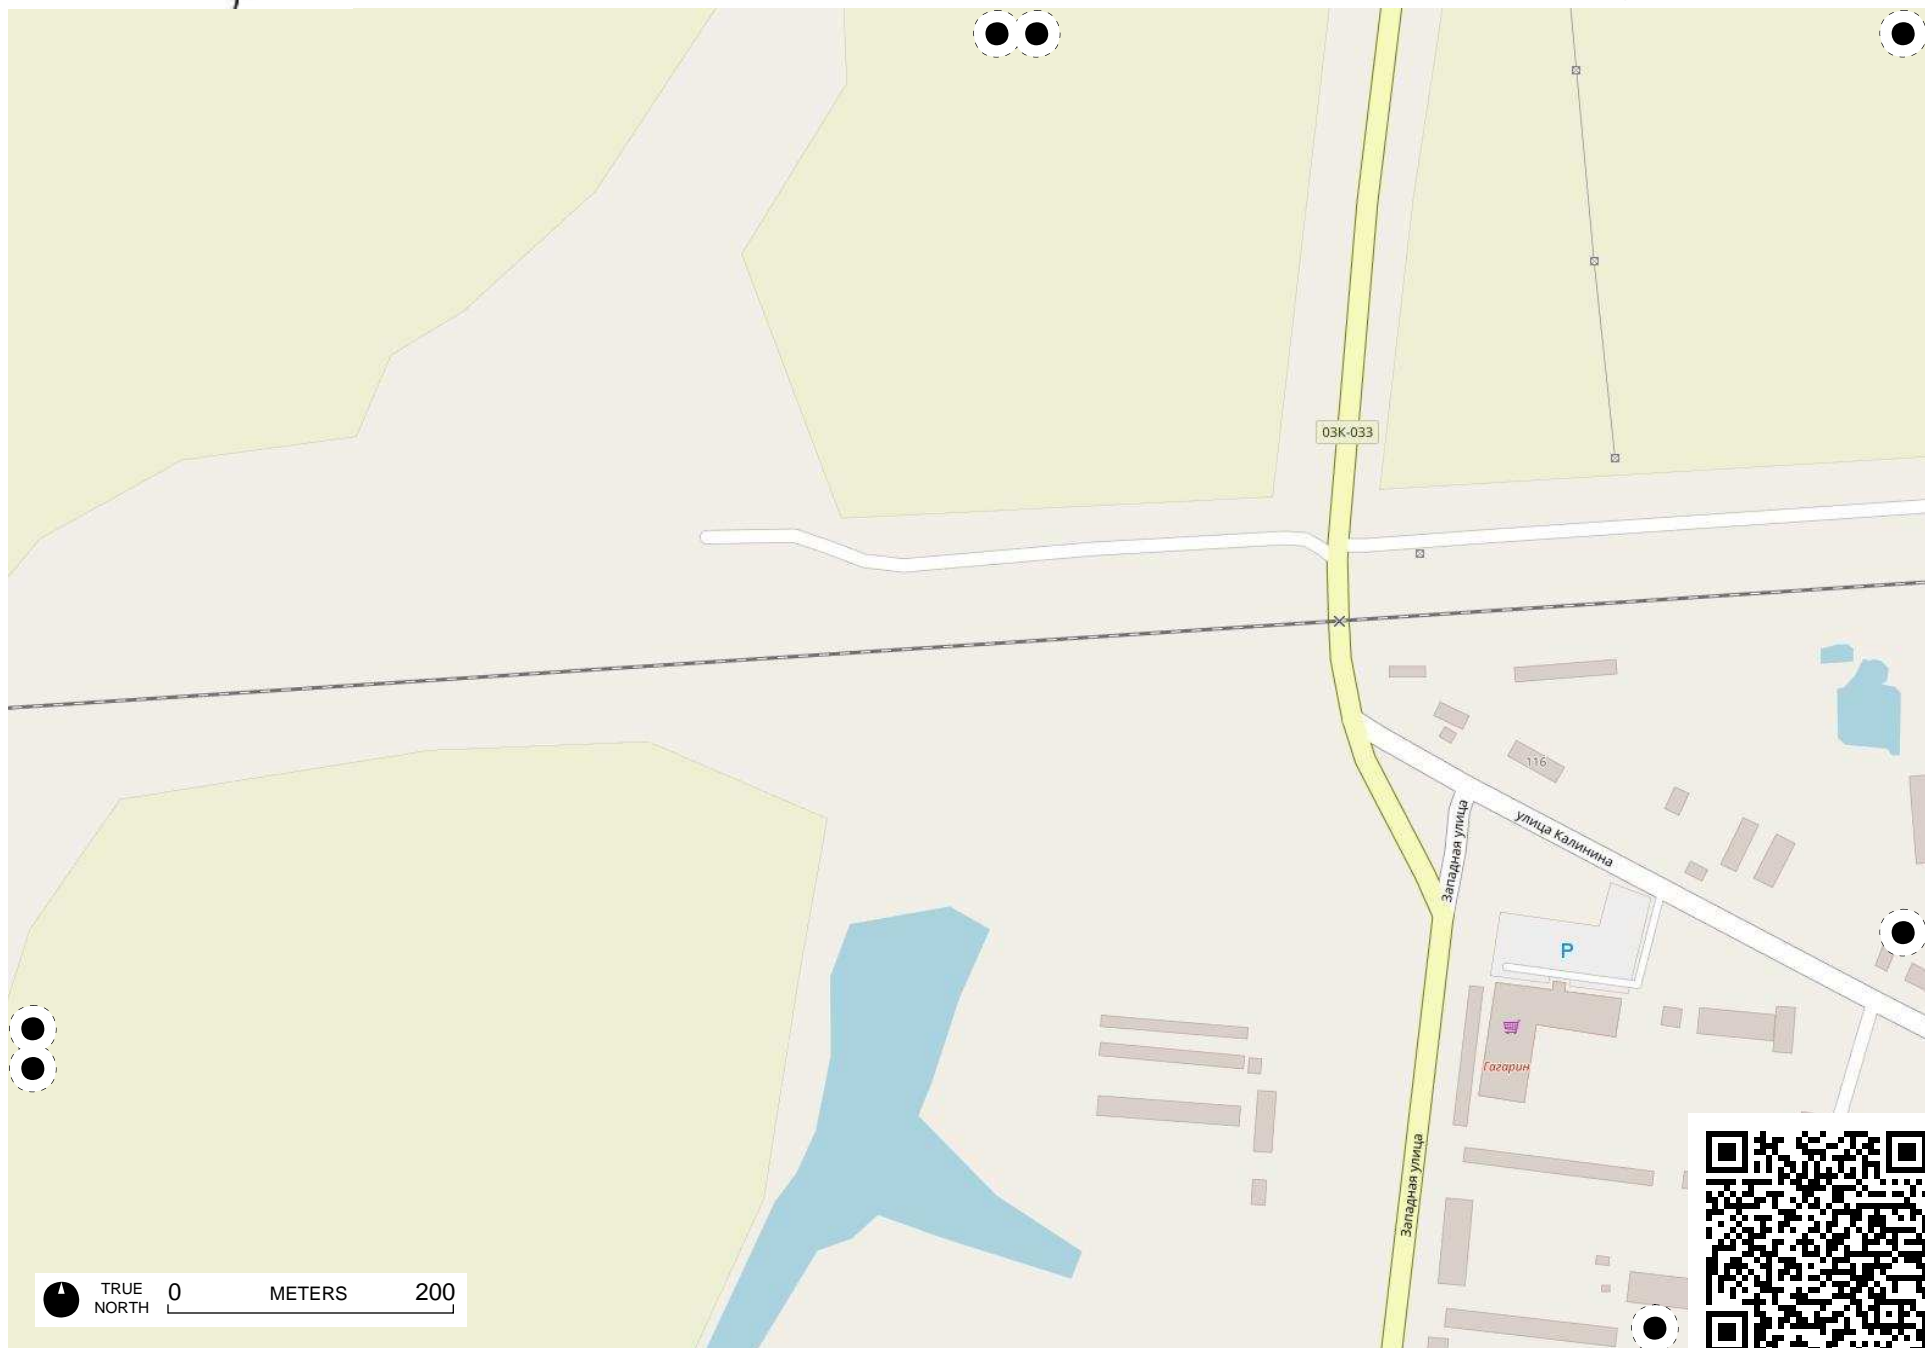 03К-033
116
Западная улица
улица Калинина
P
Гагарин
Западная улица
TRUE
NORTH
0 METERS 200